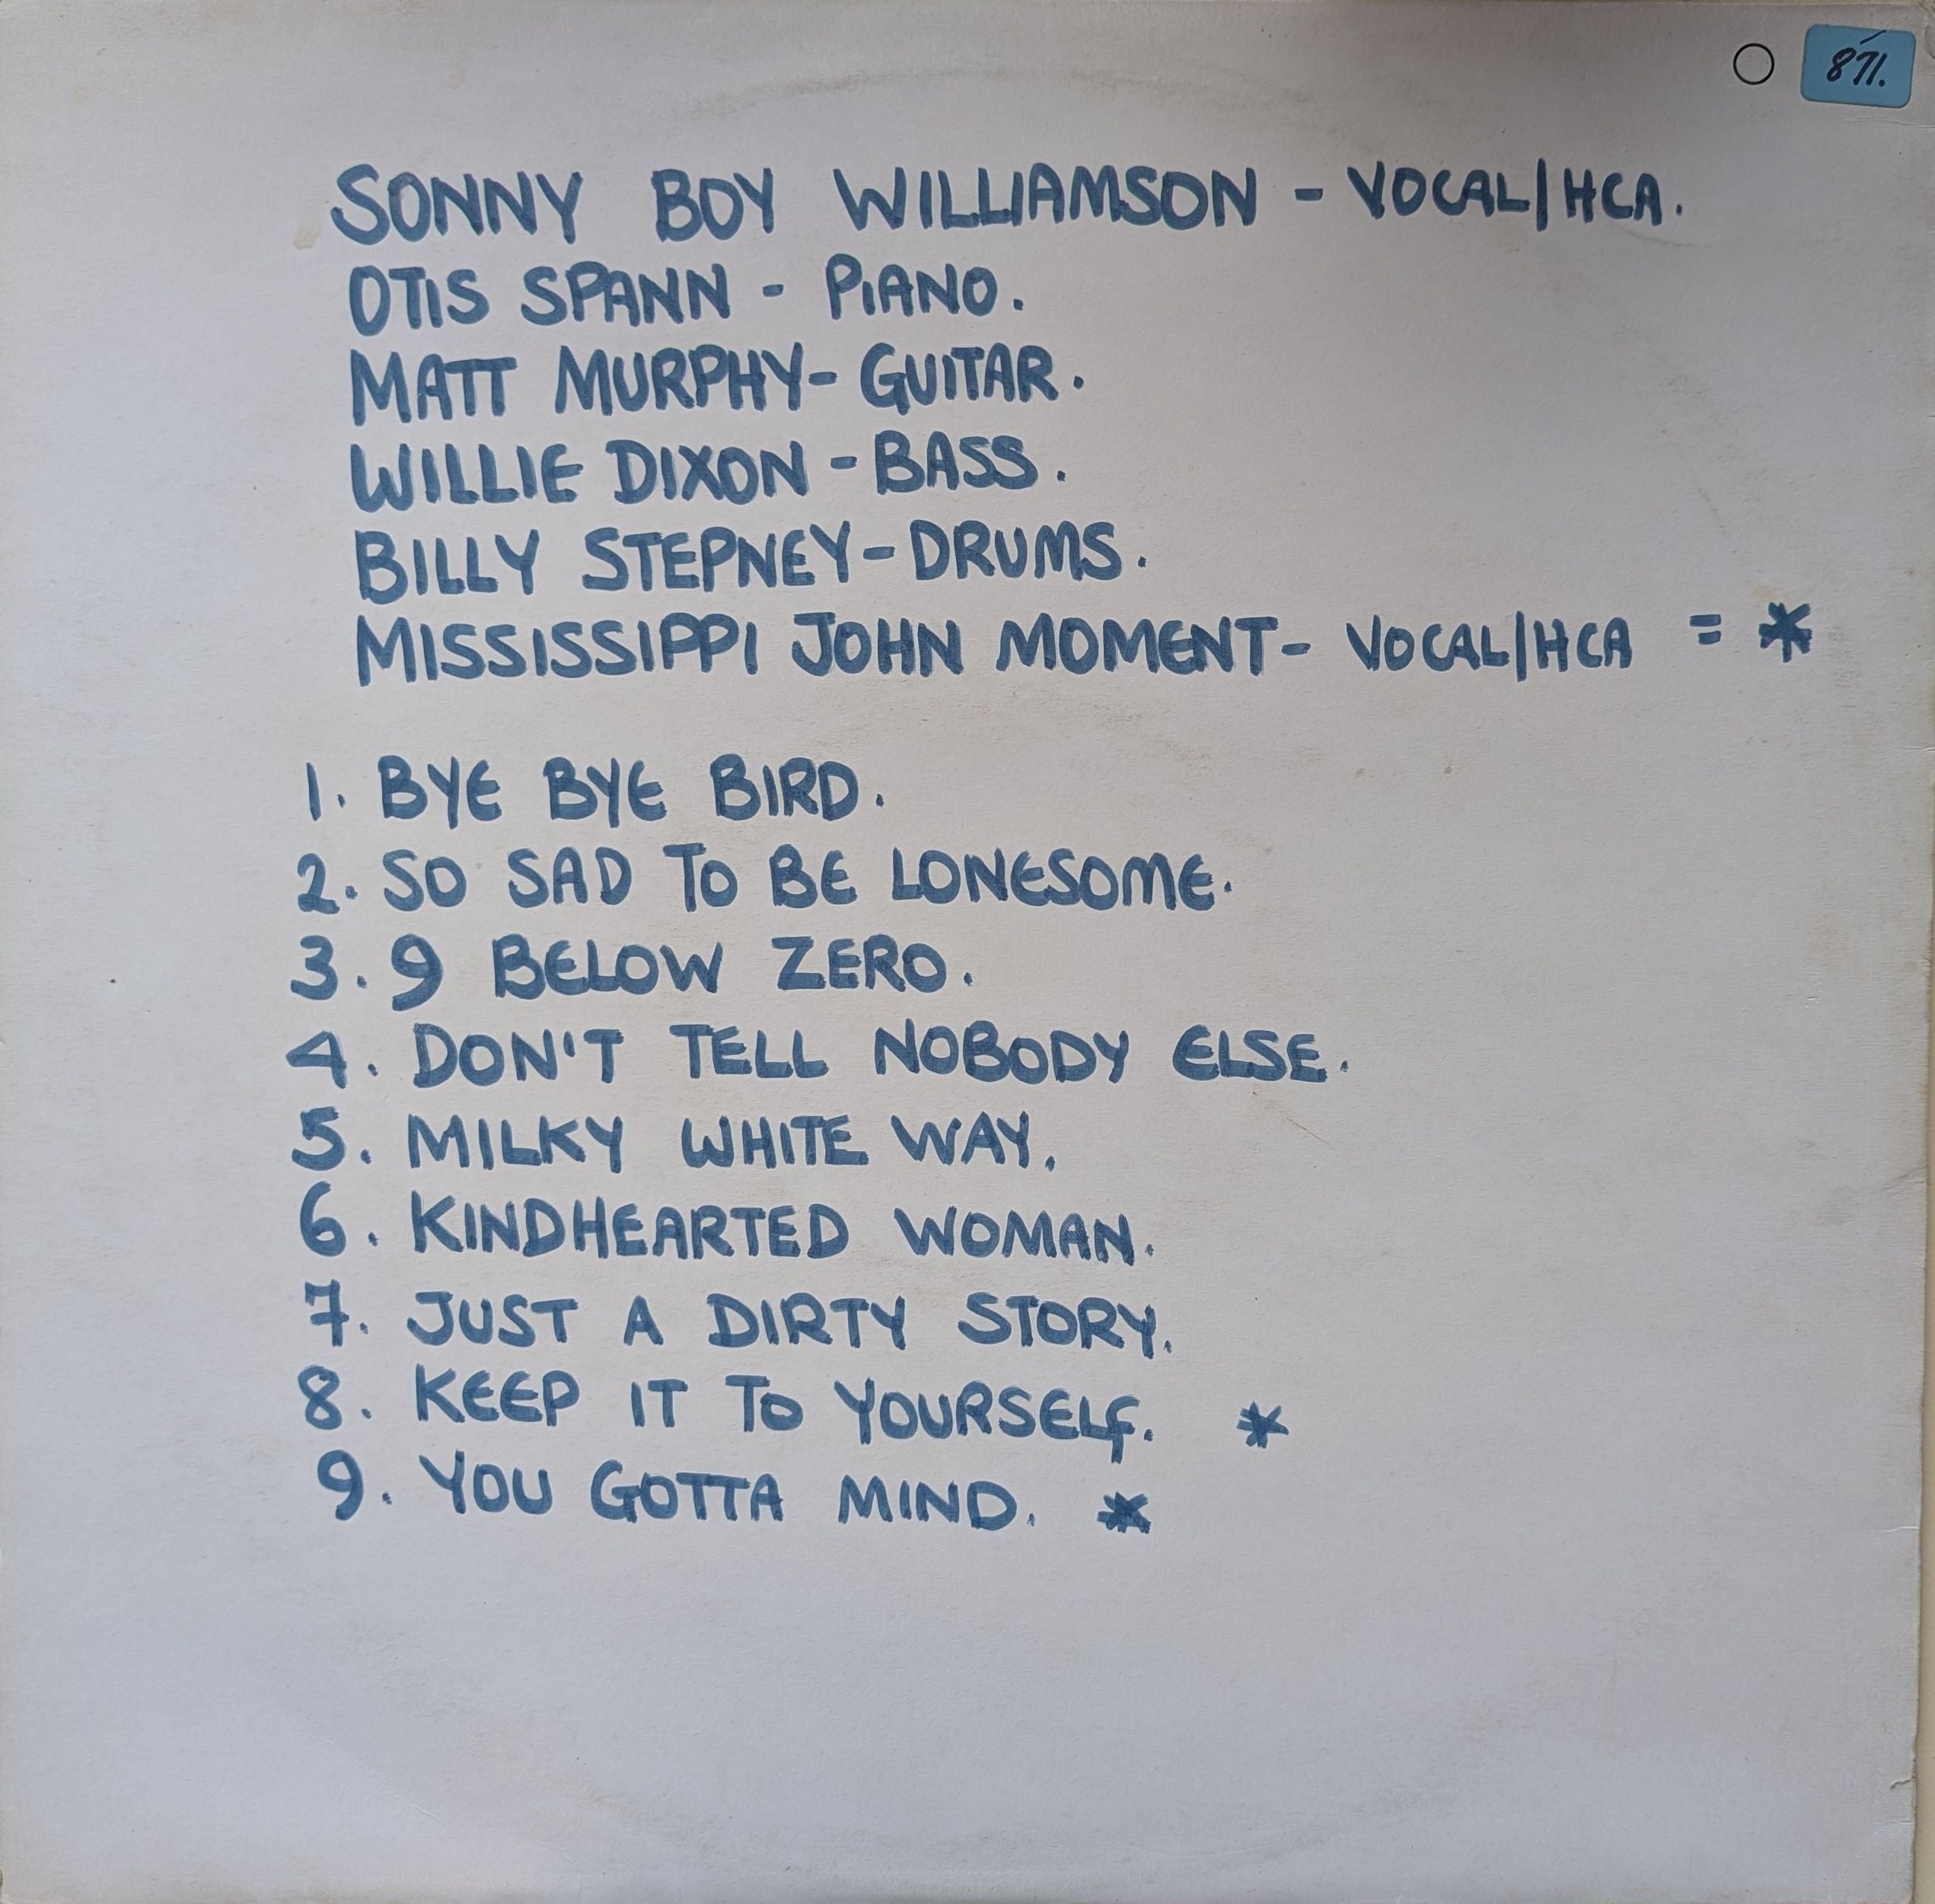 871.
SONNY BOY WILLIAMSON - VOCAL/HCA.
OTIS SPANN - PIANO.
MATT MURPHY- GUITAR.
WILLIE DIXON - BASS.
BILLY STEPNEY - DRUMS.
MISSISSIPPI JOHN MOMENT- VOCAL/HCA = *
1. BYE BYE BIRD.
2. SO SAD TO BE LONESOME.
3. 9 BELOW ZERO.
4. DON'T TELL NOBODY ELSE.
5. MILKY WHITE WAY.
6. KINDHEARTED WOMAN.
7. JUST A DIRTY STORY.
8. KEEP IT TO YOURSELF. *
9. YOU GOTTA MIND. *